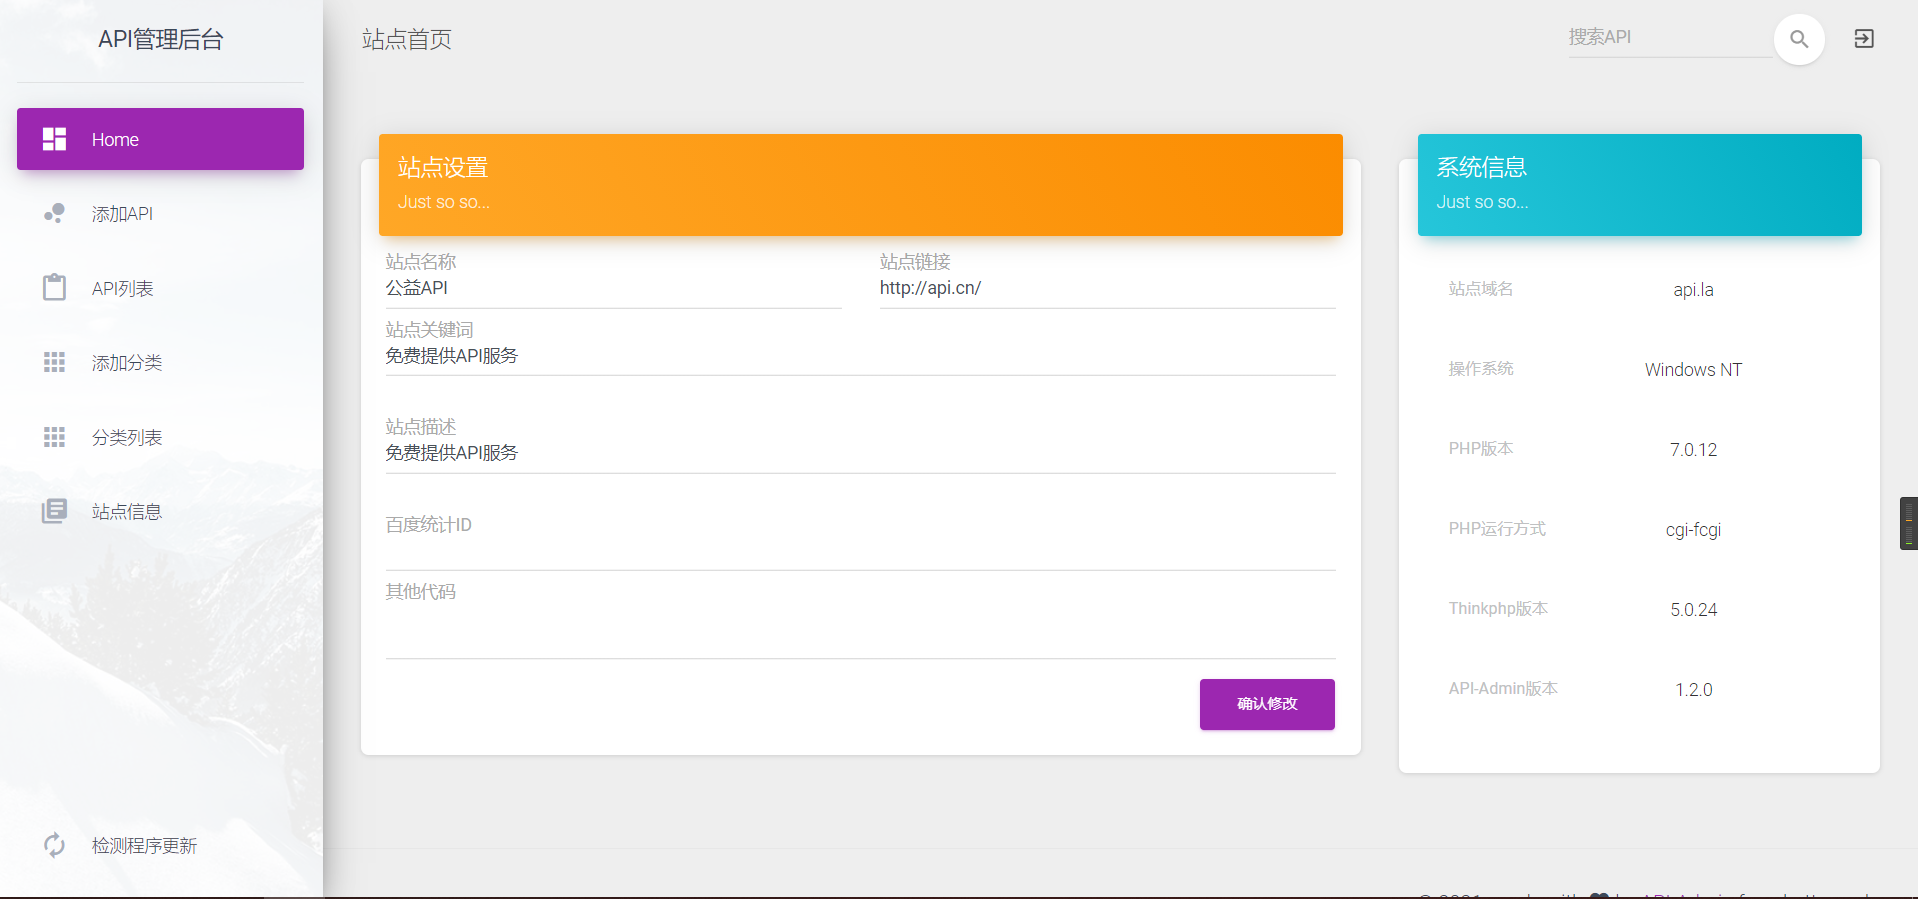 API管理后台
Home
添加API
API列表
添加分类
分类列表
站点信息
检测程序更新
站点首页
搜索API
站点设置
Just so so...
站点名称
公益API
站点链接
http://api.cn/
站点关键词
免费提供API服务
站点描述
免费提供API服务
百度统计ID
其他代码
确认修改
系统信息
Just so so...
站点域名 api.la
操作系统 Windows NT
PHP版本 7.0.12
PHP运行方式 cgi-fcgi
Thinkphp版本 5.0.24
API-Admin版本 1.2.0